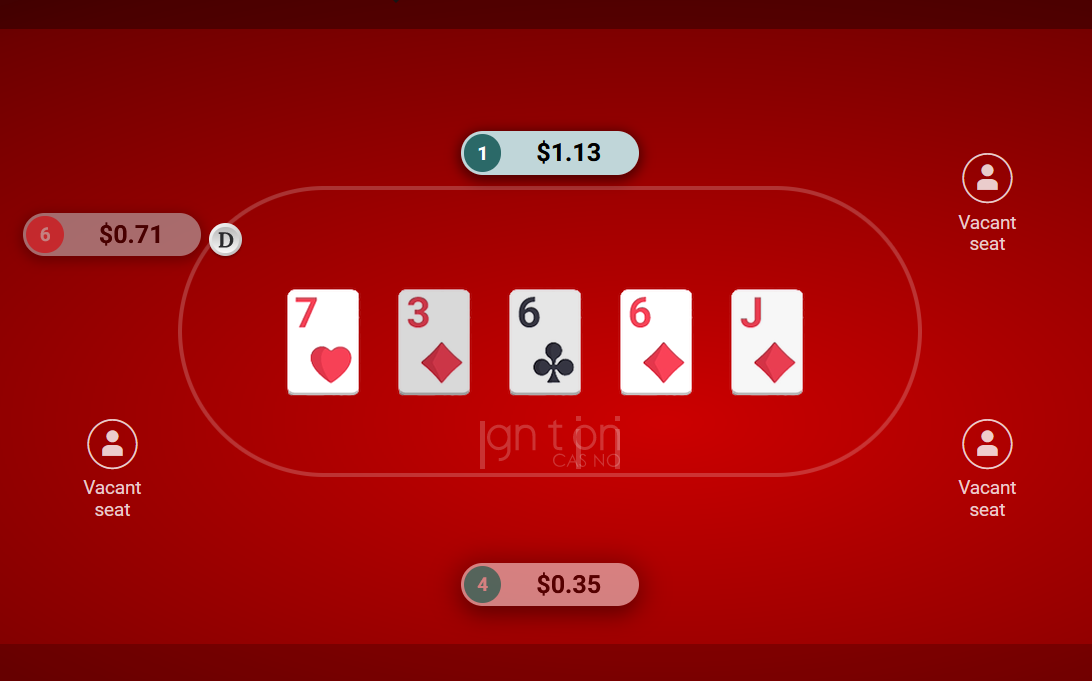 1 $1.13
6 $0.71
D
Vacant
seat
7 3 6 6 J
Vacant
seat
Vacant
seat
4 $0.35